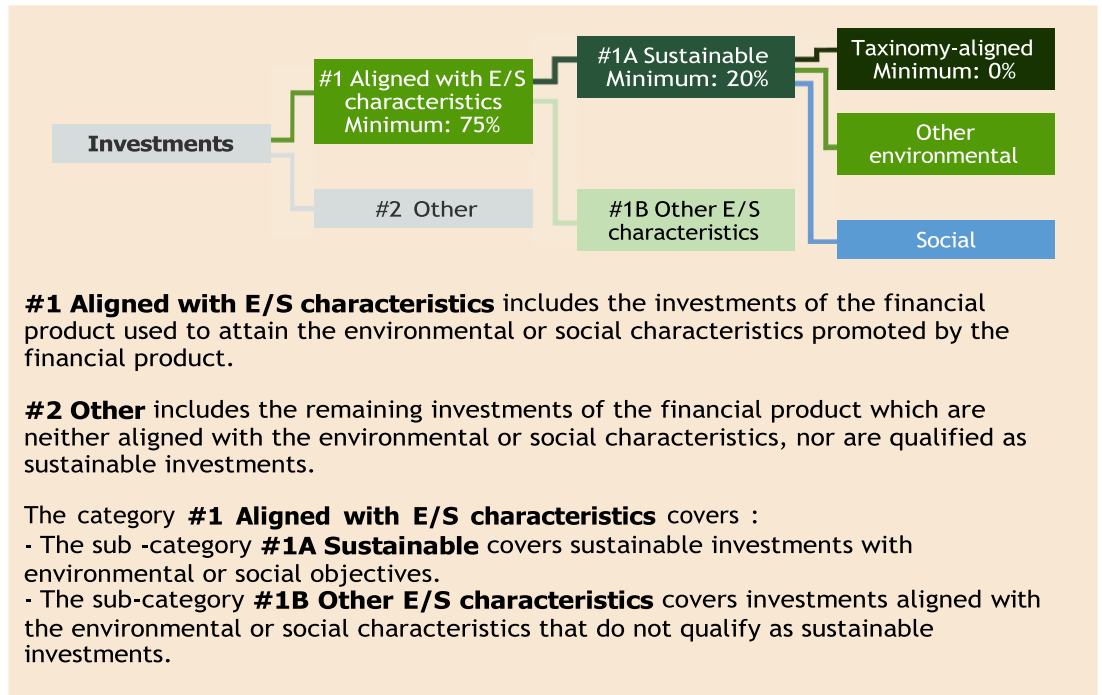 Investments
#1 Aligned with E/S
characteristics
Minimum: 75%
#2 Other
#1A Sustainable
Minimum: 20%
#1B Other E/S
characteristics
Taxinomy-aligned
Minimum: 0%
Other
environmental
Social
#1 Aligned with E/S characteristics includes the investments of the financial
product used to attain the environmental or social characteristics promoted by the
financial product.
#2 Other includes the remaining investments of the financial product which are
neither aligned with the environmental or social characteristics, nor are qualified as
sustainable investments.
The category #1 Aligned with E/S characteristics covers :
- The sub -category #1A Sustainable covers sustainable investments with
environmental or social objectives.
- The sub-category #1B Other E/S characteristics covers investments aligned with
the environmental or social characteristics that do not qualify as sustainable
investments.